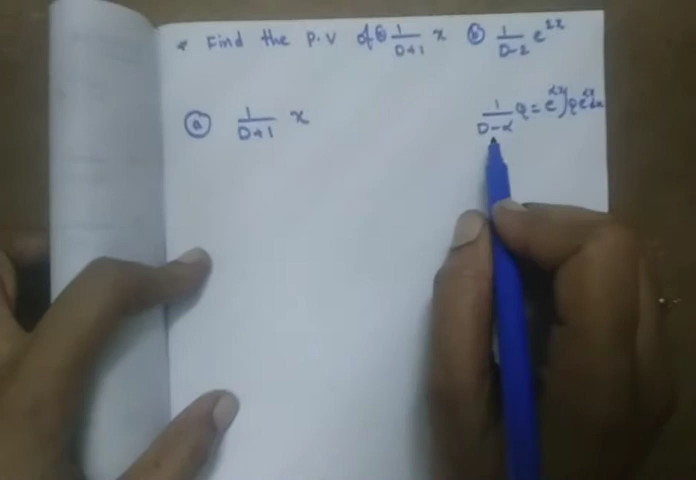 * Find the P.V of ⓐ 1/(D+1) x ⓑ 1/(D-2) e^{2x}
ⓐ 1/(D+1) x
1/(D-α) Q = e^{αx} ∫ Q e^{-αx} dx